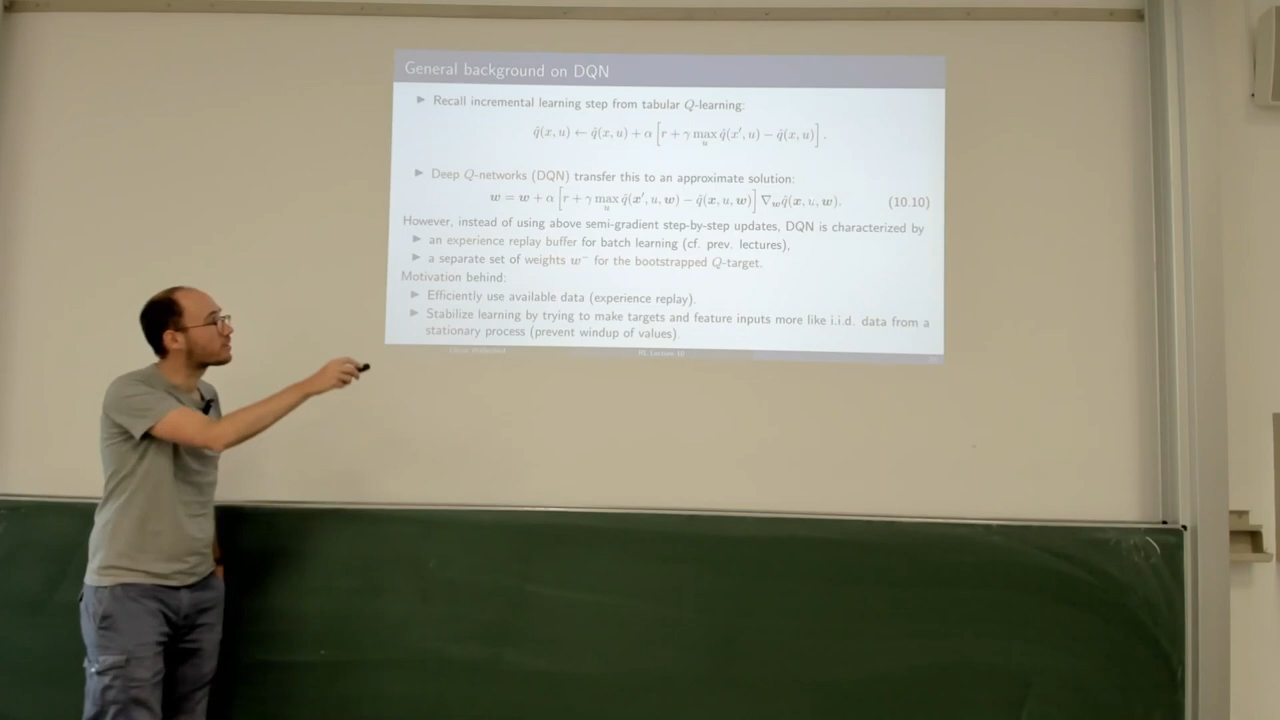 General background on DQN
► Recall incremental learning step from tabular Q-learning:
q̂(x, u) ← q̂(x, u) + α [r + γ max_u q̂(x′, u) − q̂(x, u)] .
► Deep Q-networks (DQN) transfer this to an approximate solution:
w = w + α [r + γ max_u q̂(x′, u, w) − q̂(x, u, w)] ∇_w q̂(x, u, w). (10.10)
However, instead of using above semi-gradient step-by-step updates, DQN is characterized by
► an experience replay buffer for batch learning (cf. prev. lectures),
► a separate set of weights w⁻ for the bootstrapped Q-target.
Motivation behind:
► Efficiently use available data (experience replay).
► Stabilize learning by trying to make targets and feature inputs more like i.i.d. data from a
stationary process (prevent windup of values).
RL Lecture 10